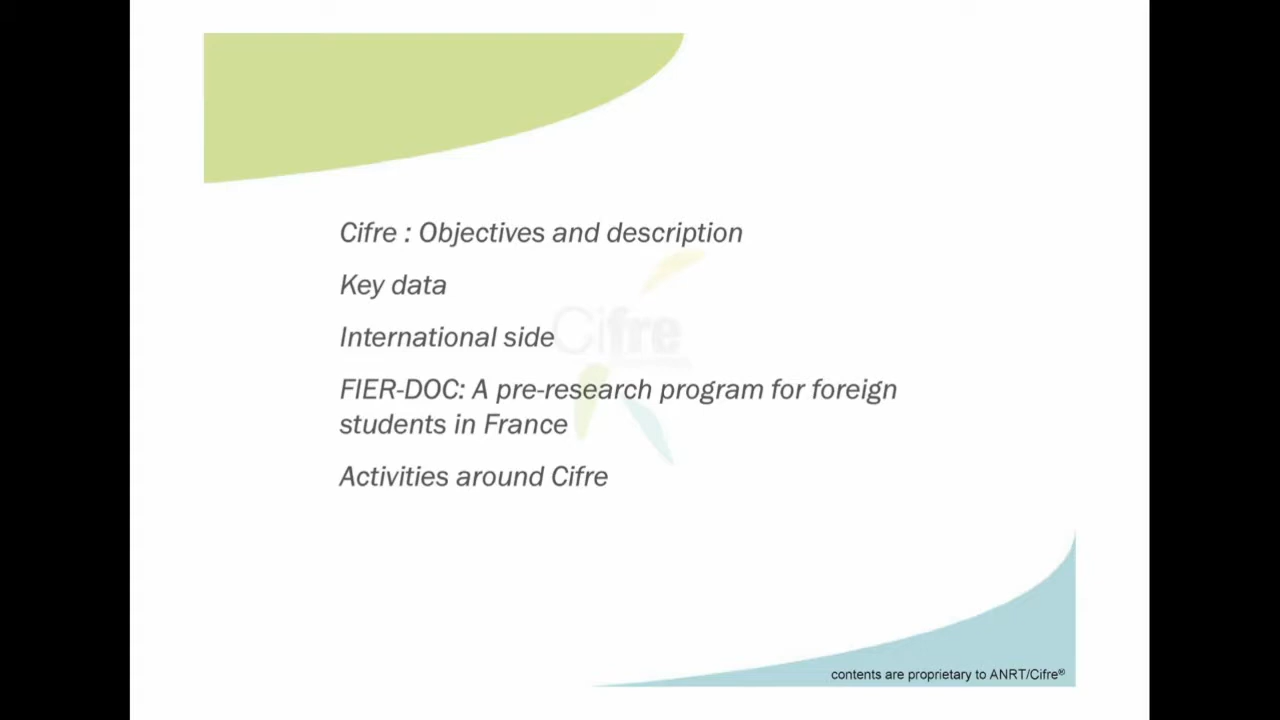 Cifre : Objectives and description
Key data
International side
Cifre
FIER-DOC: A pre-research program for foreign
students in France
Activities around Cifre
contents are proprietary to ANRT/Cifre®